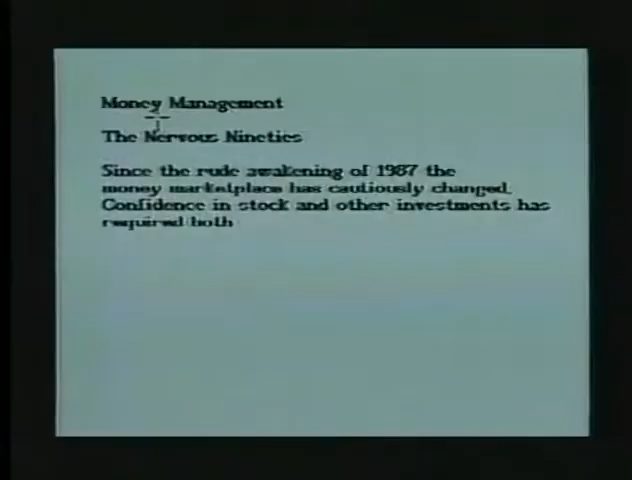 Money Management
The Nervous Nineties
Since the rude awakening of 1987 the
money marketplace has cautiously changed.
Confidence in stock and other investments has
required both